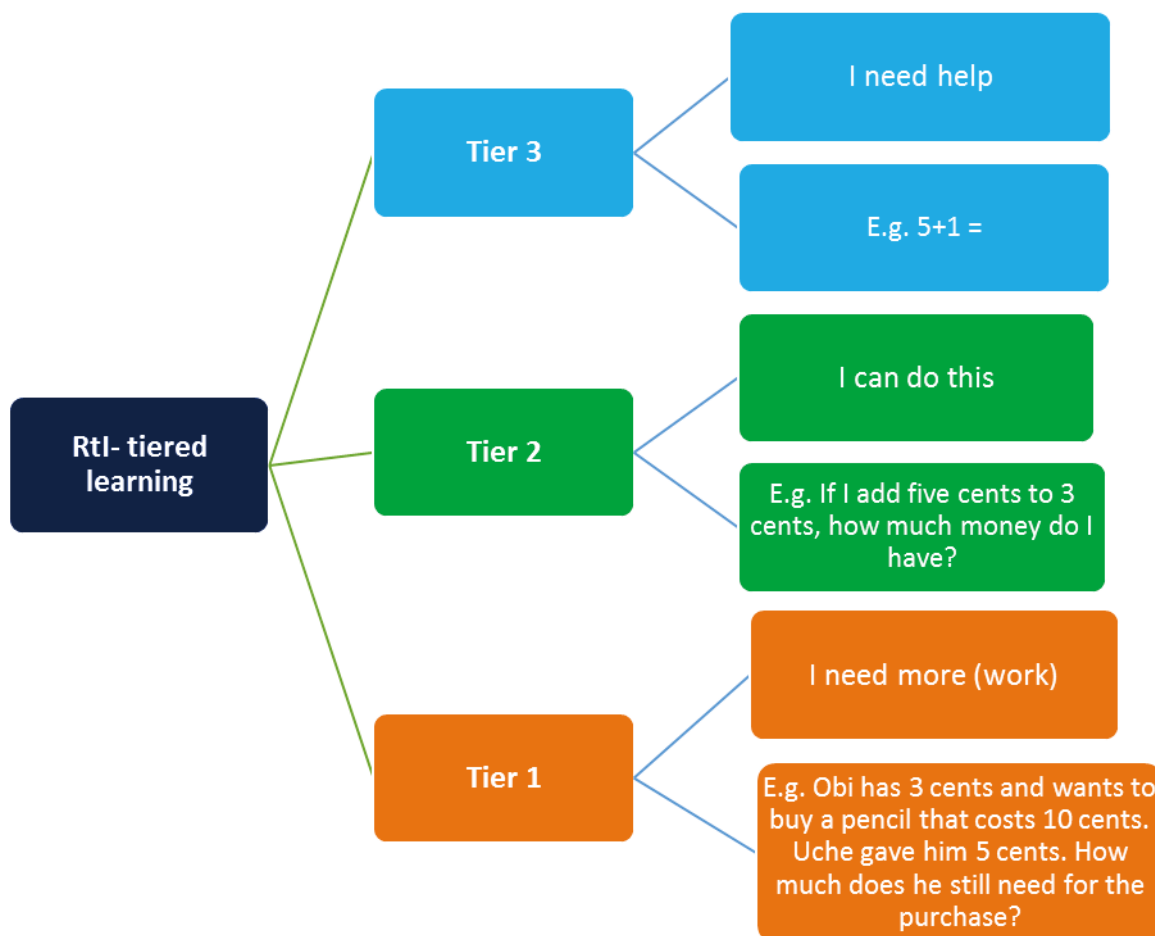 I need help
Tier 3
E.g. 5+1 =
I can do this
RtI- tiered
learning
Tier 2
E.g. If I add five cents to 3
cents, how much money do I
have?
I need more (work)
Tier 1
E.g. Obi has 3 cents and wants to
buy a pencil that costs 10 cents.
Uche gave him 5 cents. How
much does he still need for the
purchase?